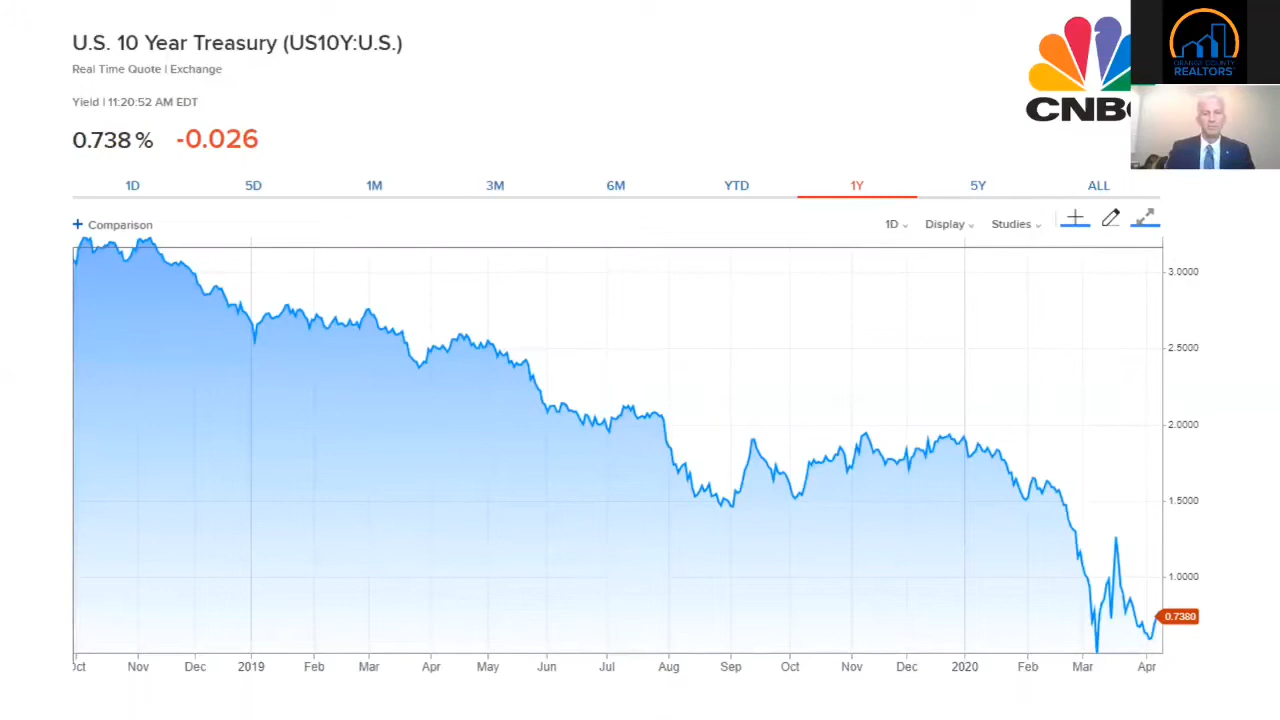 U.S. 10 Year Treasury (US10Y:U.S.)
Real Time Quote | Exchange
Yield | 11:20:52 AM EDT
0.738 % -0.026
CNBC
ORANGE COUNTY
REALTORS
1D 5D 1M 3M 6M YTD 1Y 5Y ALL
+ Comparison
1D Display Studies
3.0000
2.5000
2.0000
1.5000
1.0000
0.7380
Oct Nov Dec 2019 Feb Mar Apr May Jun Jul Aug Sep Oct Nov Dec 2020 Feb Mar Apr